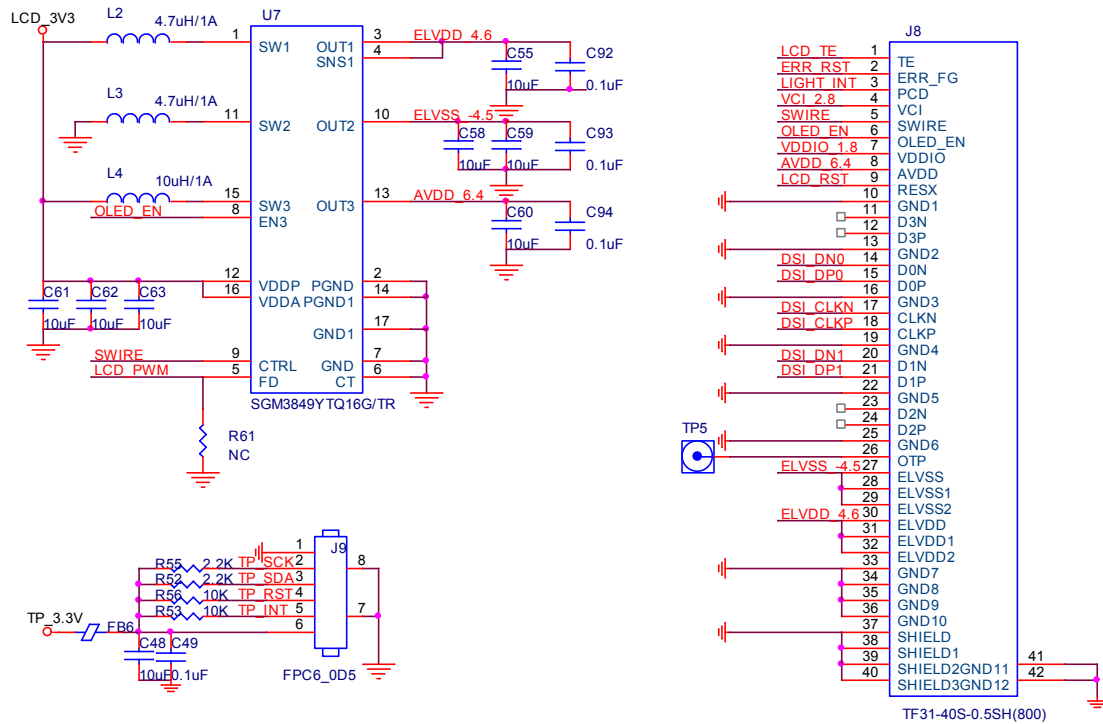 LCD_3V3
L2
4.7uH/1A
L3
4.7uH/1A
L4
10uH/1A
OLED_EN
U7
1 SW1
11 SW2
15 SW3
8 EN3
12 VDDP
16 VDDA
9 CTRL
5 FD
OUT1 3
SNS1 4
OUT2 10
OUT3 13
PGND 2
PGND1 14
GND1 17
GND 7
CT 6
SGM3849YTQ16G/TR
ELVDD_4.6
C55
10uF
C92
0.1uF
ELVSS_-4.5
C58
10uF
C59
10uF
C93
0.1uF
AVDD_6.4
C60
10uF
C94
0.1uF
C61
10uF
C62
10uF
C63
10uF
SWIRE
LCD_PWM
R61
NC
J9
1
R55 2.2K TP_SCK 2
R52 2.2K TP_SDA 3
R56 10K TP_RST 4
R53 10K TP_INT 5
6
8
7
TP_3.3V
FB6
C48
10uF
C49
0.1uF
FPC6_0D5
J8
LCD_TE 1 TE
ERR_RST 2 ERR_FG
LIGHT_INT 3 PCD
VCI_2.8 4 VCI
SWIRE 5 SWIRE
OLED_EN 6 OLED_EN
VDDIO_1.8 7 VDDIO
AVDD_6.4 8 AVDD
LCD_RST 9 RESX
10 GND1
11 D3N
12 D3P
13 GND2
DSI_DN0 14 D0N
DSI_DP0 15 D0P
16 GND3
DSI_CLKN 17 CLKN
DSI_CLKP 18 CLKP
19 GND4
DSI_DN1 20 D1N
DSI_DP1 21 D1P
22 GND5
23 D2N
24 D2P
25 GND6
TP5
26 OTP
ELVSS_-4.5 27 ELVSS
28 ELVSS1
29 ELVSS2
ELVDD_4.6 30 ELVDD
31 ELVDD1
32 ELVDD2
33 GND7
34 GND8
35 GND9
36 GND10
37 SHIELD
38 SHIELD1
39 SHIELD2 GND11 41
40 SHIELD3 GND12 42
TF31-40S-0.5SH(800)